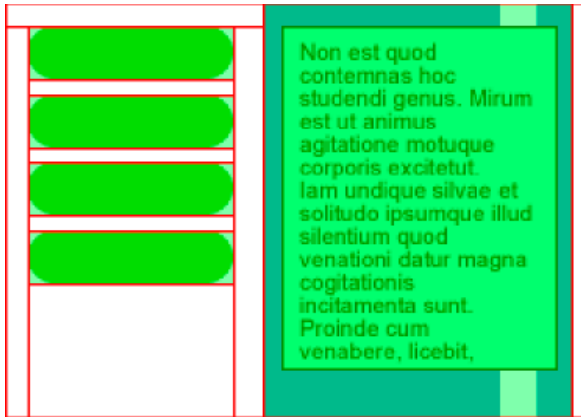 Non est quod
contemnas hoc
studendi genus. Mirum
est ut animus
agitatione motuque
corporis excitetut.
Iam undique silvae et
solitudo ipsumque illud
silentium quod
venationi datur magna
cogitationis
incitamenta sunt.
Proinde cum
venabere, licebit,